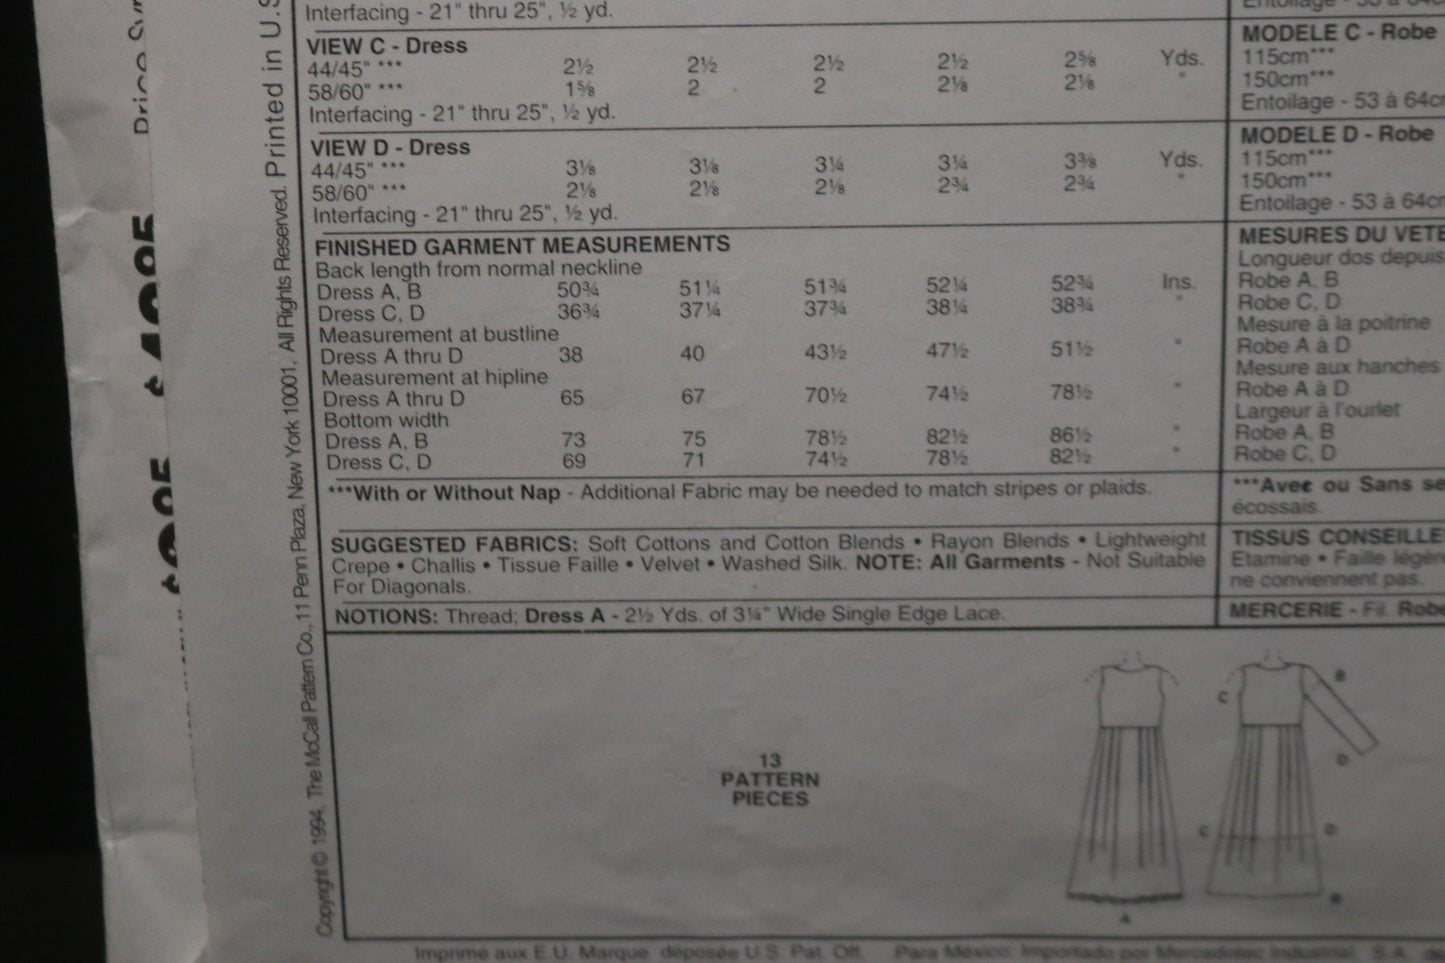 Interfacing - 21" thru 25", ½ yd.
VIEW C - Dress
44/45" *** 2½ 2½ 2½ 2½ 2⅝ Yds.
58/60" *** 1⅝ 2 2 2⅛ 2⅛ "
Interfacing - 21" thru 25", ½ yd.
VIEW D - Dress
44/45" *** 3⅛ 3⅛ 3¼ 3¼ 3⅜ Yds.
58/60" *** 2⅛ 2⅛ 2⅛ 2¾ 2¾ "
Interfacing - 21" thru 25", ½ yd.
FINISHED GARMENT MEASUREMENTS
Back length from normal neckline
Dress A, B 50¾ 51¼ 51¾ 52¼ 52¾ Ins.
Dress C, D 36¾ 37¼ 37¾ 38¼ 38¾ "
Measurement at bustline
Dress A thru D 38 40 43½ 47½ 51½ "
Measurement at hipline
Dress A thru D 65 67 70½ 74½ 78½ "
Bottom width
Dress A, B 73 75 78½ 82½ 86½ "
Dress C, D 69 71 74½ 78½ 82½ "
***With or Without Nap - Additional Fabric may be needed to match stripes or plaids.
SUGGESTED FABRICS: Soft Cottons and Cotton Blends • Rayon Blends • Lightweight
Crepe • Challis • Tissue Faille • Velvet • Washed Silk. NOTE: All Garments - Not Suitable
For Diagonals.
NOTIONS: Thread; Dress A - 2½ Yds. of 3¼" Wide Single Edge Lace.
13
PATTERN
PIECES
A
C
B
D
C
D
B
MODELE C - Robe
115cm***
150cm***
Entoilage - 53 à 64cm
MODELE D - Robe
115cm***
150cm***
Entoilage - 53 à 64cm
MESURES DU VETE
Longueur dos depuis
Robe A, B
Robe C, D
Mesure à la poitrine
Robe A à D
Mesure aux hanches
Robe A à D
Largeur à l'ourlet
Robe A, B
Robe C, D
***Avec ou Sans se
écossais.
TISSUS CONSEILLE
Etamine • Faille légèr
ne conviennent pas.
MERCERIE - Fil. Robe
Imprimé aux E.U. Marque déposée U.S. Pat. Off. Para México: Importado por Mercadotec Industrial, S.A.
Copyright© 1994, The McCall Pattern Co., 11 Penn Plaza, New York 10001, All Rights Reserved. Printed in U.S